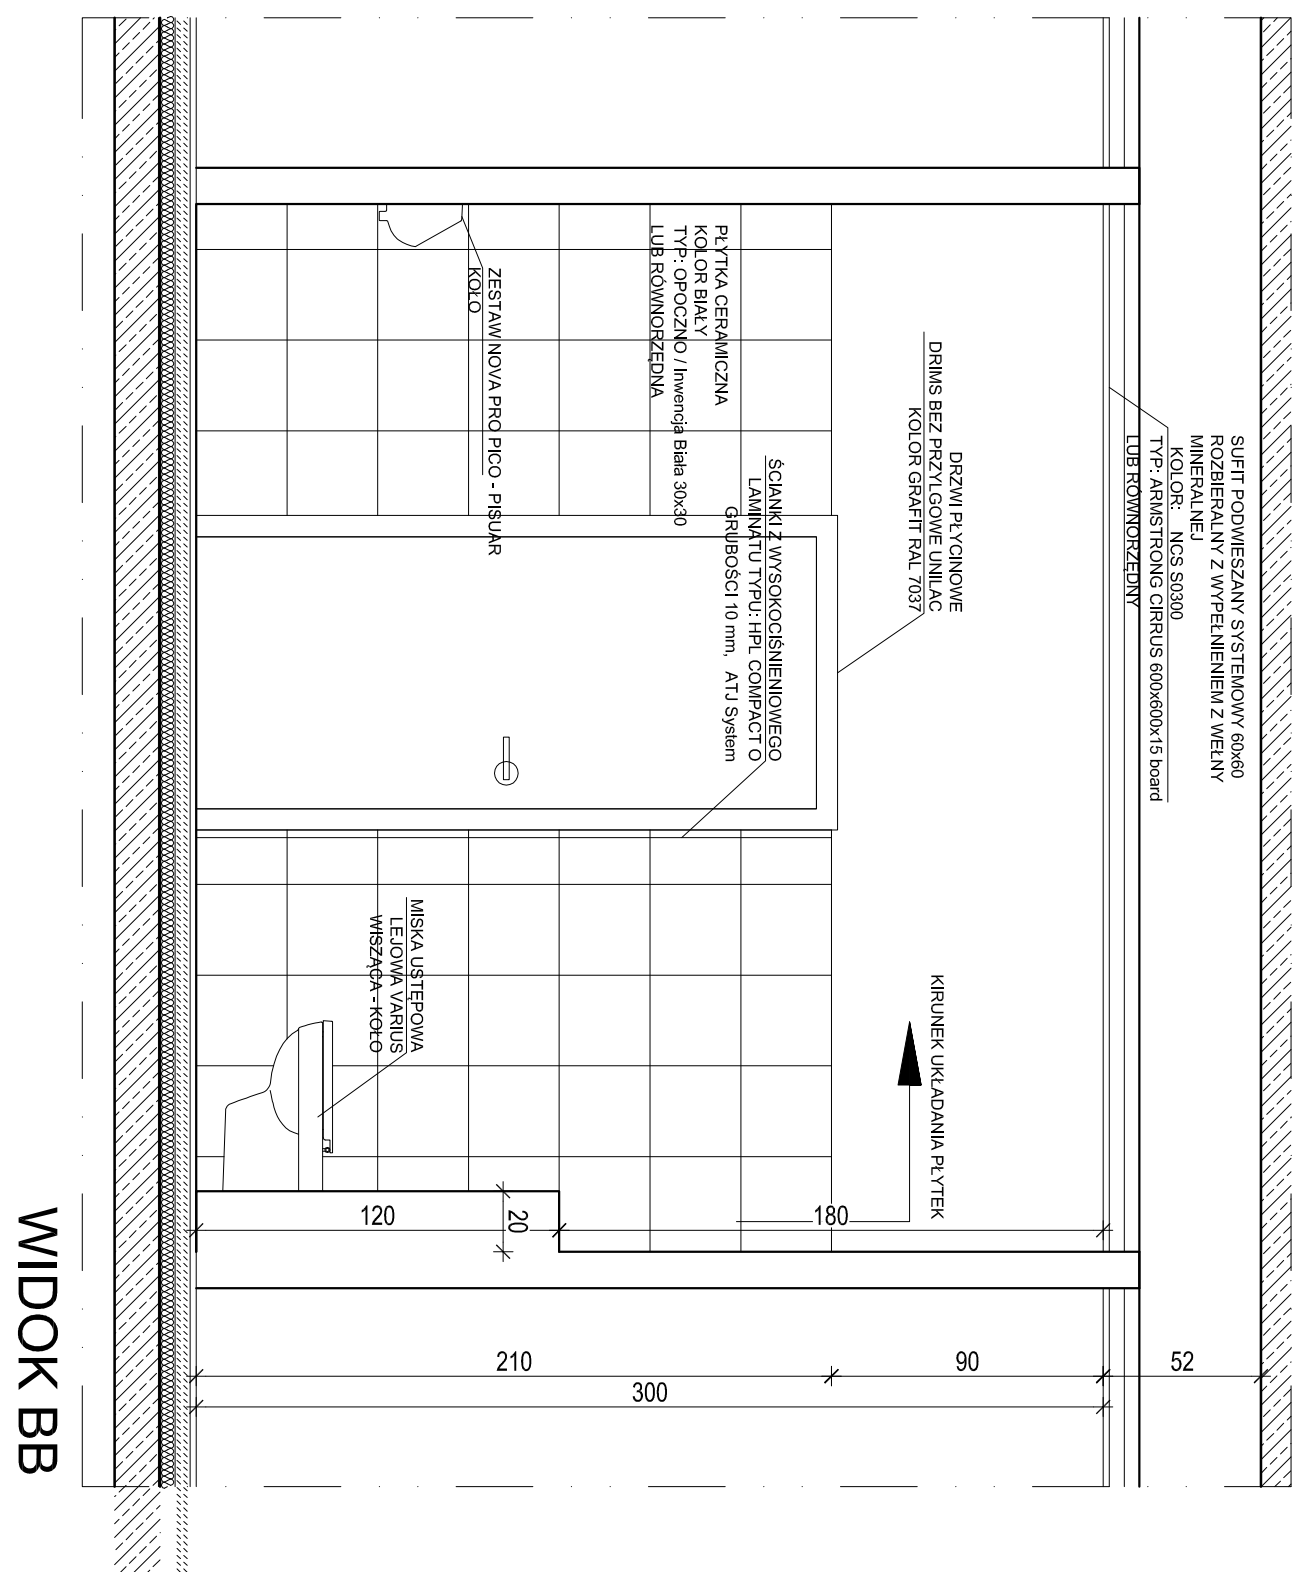 SUFIT PODWIESZANY SYSTEMOWY 60x60
ROZBIERALNY Z WYPEŁNIENIEM Z WEŁNY
MINERALNEJ
KOLOR: NCS S0300
TYP: ARMSTRONG CIRRUS 600x600x15 board
LUB RÓWNORZĘDNY
DRZWI PŁYCINOWE
DRIMS BEZ PRZYLGOWE UNILAC
KOLOR GRAFIT RAL 7037
KIRUNEK UKŁADANIA PŁYTEK
PŁYTKA CERAMICZNA
KOLOR BIAŁY
TYP: OPOCZNO / Inwencja Biała 30x30
LUB RÓWNORZĘDNA
ŚCIANKI Z WYSOKOCIŚNIENIOWEGO
LAMINATU TYPU: HPL COMPACT O
GRUBOŚCI 10 mm, ATJ System
ZESTAW NOVA PRO PICO - PISUAR
KOŁO
MISKA USTĘPOWA
LEJOWA VARIUS
WISZĄCA - KOŁO
120
20
180
210
90
52
300
WIDOK BB